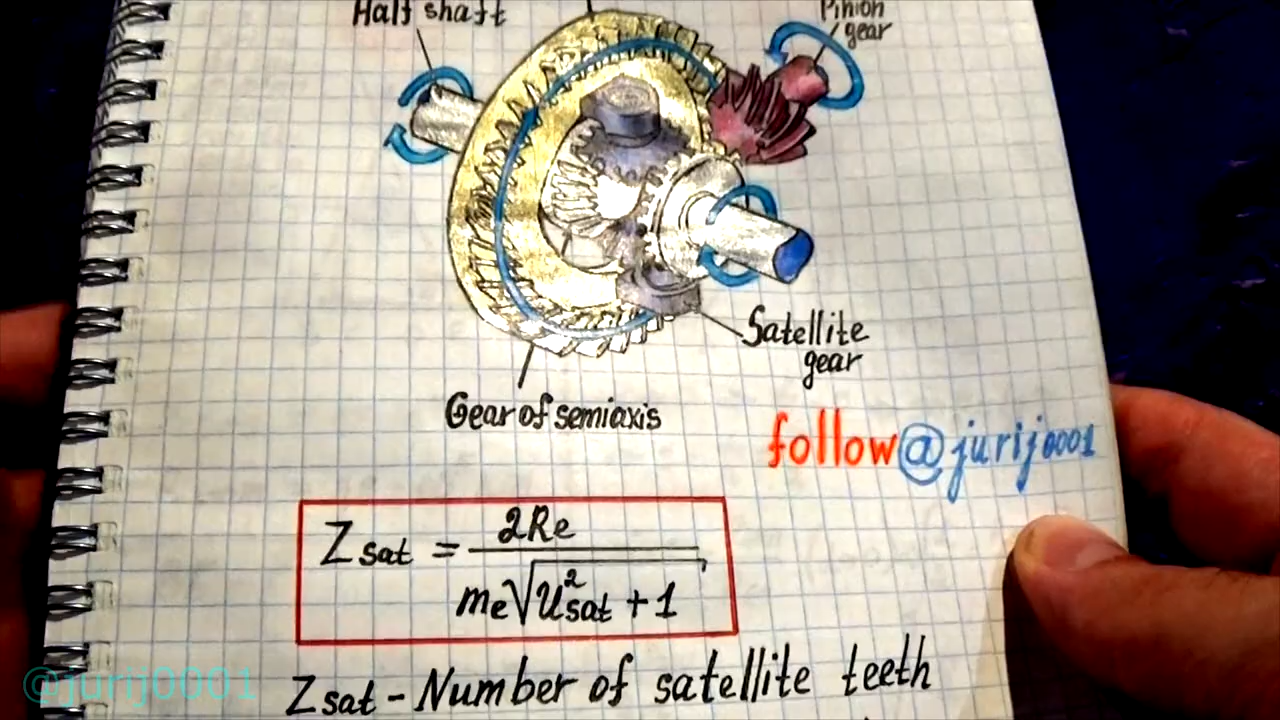 Half shaft
Pinion
gear
Satellite
gear
Gear of semiaxis
follow@jurij0001
Zsat = 2Re
me√U²sat + 1
@jurij0001
Zsat - Number of satellite teeth